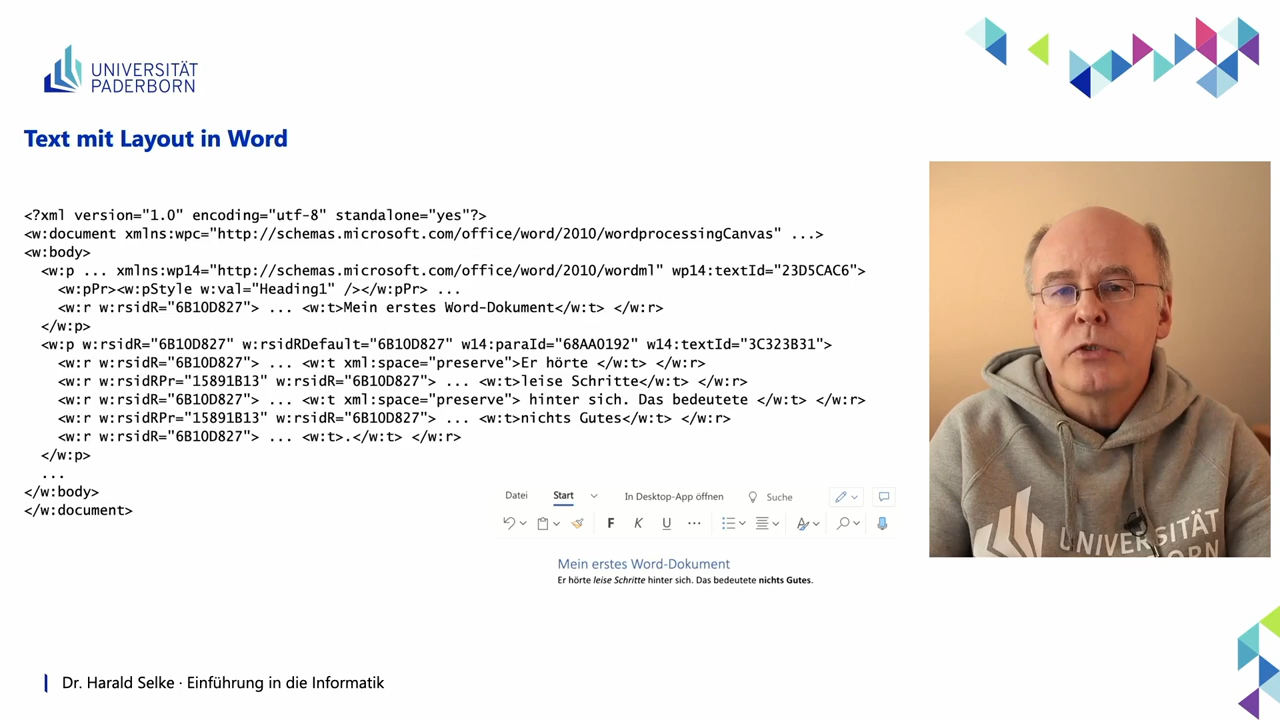 UNIVERSITÄT
PADERBORN
Text mit Layout in Word
<?xml version="1.0" encoding="utf-8" standalone="yes"?>
<w:document xmlns:wpc="http://schemas.microsoft.com/office/word/2010/wordprocessingCanvas" ...>
<w:body>
  <w:p ... xmlns:wp14="http://schemas.microsoft.com/office/word/2010/wordml" wp14:textId="23D5CAC6">
    <w:pPr><w:pStyle w:val="Heading1" /></w:pPr> ...
    <w:r w:rsidR="6B10D827"> ... <w:t>Mein erstes Word-Dokument</w:t> </w:r>
  </w:p>
  <w:p w:rsidR="6B10D827" w:rsidRDefault="6B10D827" w14:paraId="68AA0192" w14:textId="3C323B31">
    <w:r w:rsidR="6B10D827"> ... <w:t xml:space="preserve">Er hörte </w:t> </w:r>
    <w:r w:rsidRPr="15891B13" w:rsidR="6B10D827"> ... <w:t>leise Schritte</w:t> </w:r>
    <w:r w:rsidR="6B10D827"> ... <w:t xml:space="preserve"> hinter sich. Das bedeutete </w:t> </w:r>
    <w:r w:rsidRPr="15891B13" w:rsidR="6B10D827"> ... <w:t>nichts Gutes</w:t> </w:r>
    <w:r w:rsidR="6B10D827"> ... <w:t>.</w:t> </w:r>
  </w:p>
  ...
</w:body>
</w:document>
Datei Start In Desktop-App öffnen Suche
F K U ...
Mein erstes Word-Dokument
Er hörte leise Schritte hinter sich. Das bedeutete nichts Gutes.
UNIVERSITÄT
Dr. Harald Selke · Einführung in die Informatik